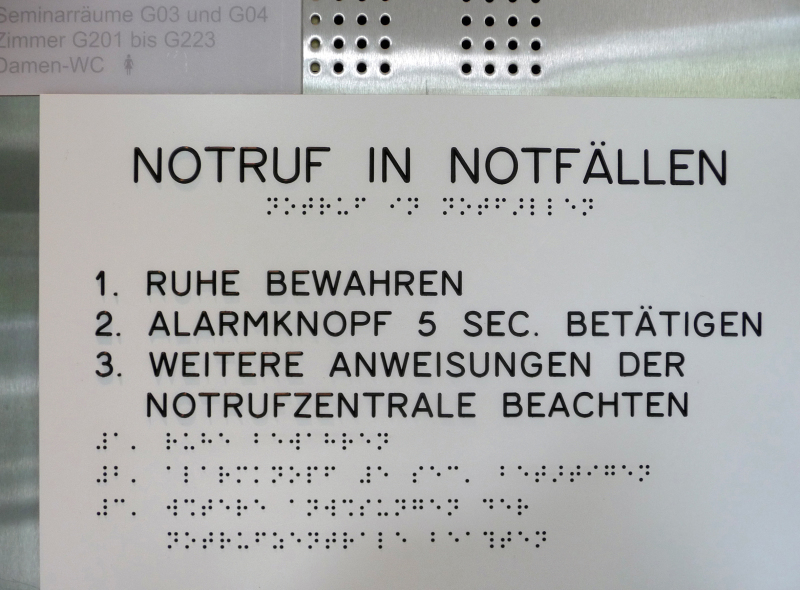 Seminarräume G03 und G04
Zimmer G201 bis G223
Damen-WC
NOTRUF IN NOTFÄLLEN
⠝⠕⠞⠗⠥⠋ ⠊⠝ ⠝⠕⠞⠋⠜⠇⠇⠑⠝
1. RUHE BEWAHREN
2. ALARMKNOPF 5 SEC. BETÄTIGEN
3. WEITERE ANWEISUNGEN DER
NOTRUFZENTRALE BEACHTEN
⠼⠁⠄ ⠗⠥⠓⠑ ⠃⠑⠺⠁⠓⠗⠑⠝
⠼⠃⠄ ⠁⠇⠁⠗⠍⠅⠝⠕⠏⠋ ⠼⠑ ⠎⠑⠉⠄ ⠃⠑⠞⠜⠞⠊⠛⠑⠝
⠼⠉⠄ ⠺⠩⠞⠑⠗⠑ ⠁⠝⠺⠩⠎⠥⠝⠛⠑⠝ ⠙⠑⠗
⠝⠕⠞⠗⠥⠋⠵⠑⠝⠞⠗⠁⠇⠑ ⠃⠑⠁⠹⠞⠑⠝